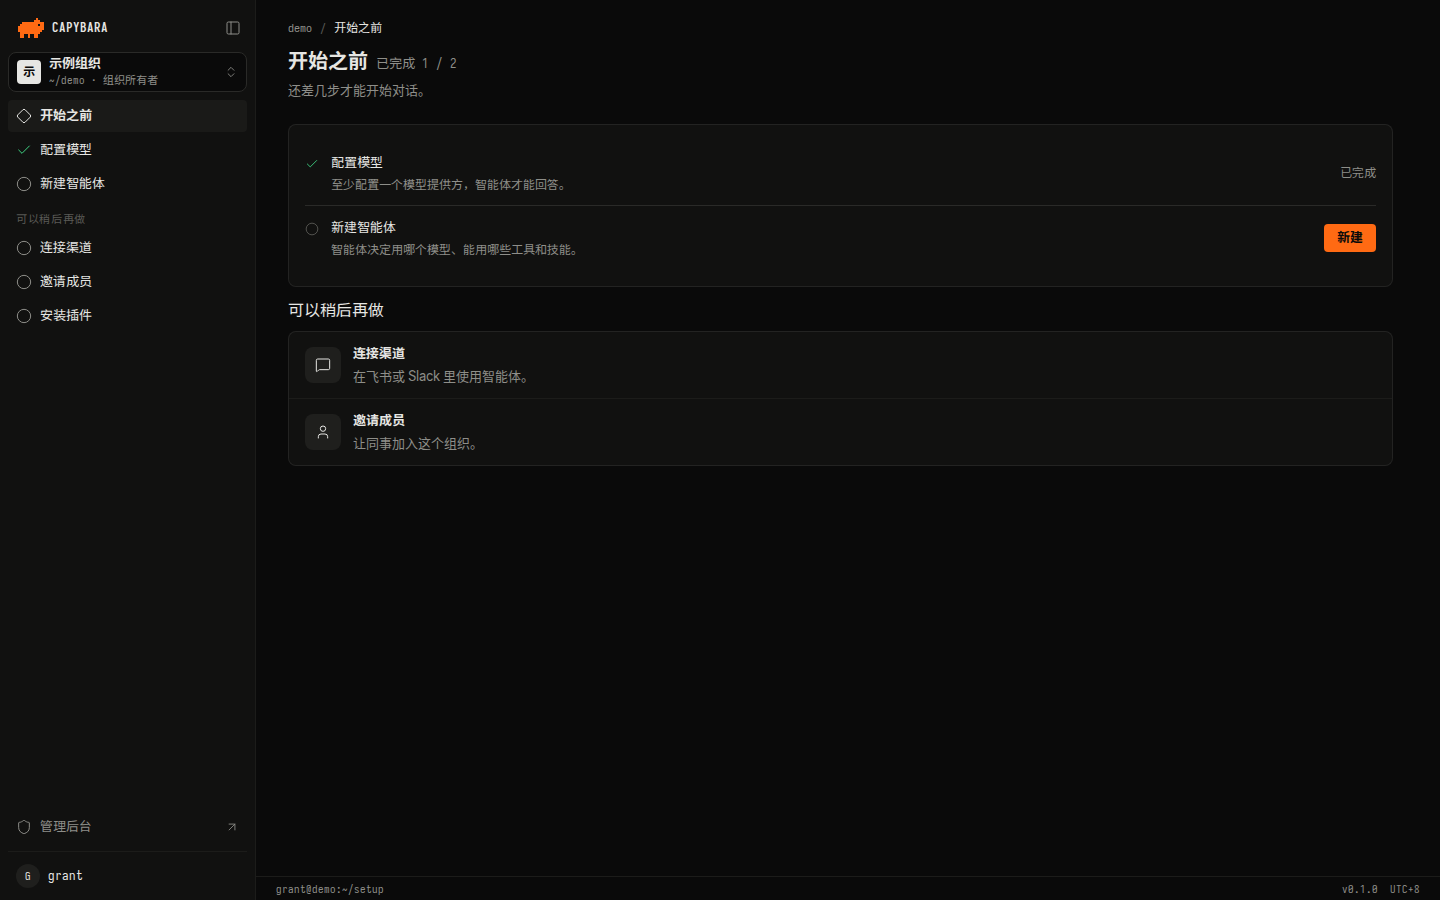 CAPYBARA
示
示例组织
~/demo · 组织所有者
开始之前
配置模型
新建智能体
可以稍后再做
连接渠道
邀请成员
安装插件
管理后台
G
grant
demo / 开始之前
开始之前 已完成 1 / 2
还差几步才能开始对话。
配置模型
至少配置一个模型提供方，智能体才能回答。
已完成
新建智能体
智能体决定用哪个模型、能用哪些工具和技能。
新建
可以稍后再做
连接渠道
在飞书或 Slack 里使用智能体。
邀请成员
让同事加入这个组织。
grant@demo:~/setup
v0.1.0 UTC+8